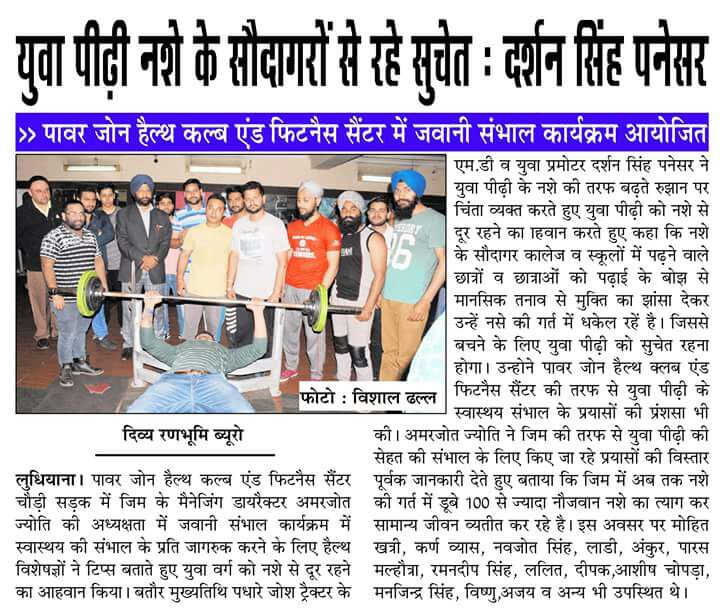 युवा पीढ़ी नशे के सौदागरों से रहे सुचेत : दर्शन सिंह पनेसर
>> पावर जोन हैल्थ कल्ब एंड फिटनैस सैंटर में जवानी संभाल कार्यक्रम आयोजित
फोटो : विशाल ढल्ल
दिव्य रणभूमि ब्यूरो
लुधियाना। पावर जोन हैल्थ कल्ब एंड फिटनैस सैंटर
चौड़ी सड़क में जिम के मैनेजिंग डायरैक्टर अमरजोत
ज्योति की अध्यक्षता में जवानी संभाल कार्यक्रम में
स्वास्थय की संभाल के प्रति जागरुक करने के लिए हैल्थ
विशेषज्ञों ने टिप्स बताते हुए युवा वर्ग को नशे से दूर रहने
का आहवान किया। बतौर मुख्यतिथि पधारे जोश ट्रैक्टर के
एम.डी व युवा प्रमोटर दर्शन सिंह पनेसर ने
युवा पीढ़ी के नशे की तरफ बढ़ते रुझान पर
चिंता व्यक्त करते हुए युवा पीढ़ी को नशे से
दूर रहने का ाहवान करते हुए कहा कि नशे
के सौदागर कालेज व स्कूलों में पढ़ने वाले
छात्रों व छात्राओं को पढ़ाई के बोझ से
मानसिक तनाव से मुक्ति का झांसा देकर
उन्हें नसे की गर्त में धकेल रहें है। जिससे
बचने के लिए युवा पीढ़ी को सुचेत रहना
होगा। उन्होने पावर जोन हैल्थ क्लब एंड
फिटनैस सैंटर की तरफ से युवा पीढ़ी के
स्वास्थय संभाल के प्रयासों की प्रंशसा भी
की। अमरजोत ज्योति ने जिम की तरफ से युवा पीढ़ी की
सेहत की संभाल के लिए किए जा रहे प्रयासों की विस्तार
पूर्वक जानकारी देते हुए बताया कि जिम में अब तक नशे
की गर्त में डूबे 100 से ज्यादा नौजवान नशे का त्याग कर
सामान्य जीवन व्यतीत कर रहे है। इस अवसर पर मोहित
खत्री, कर्ण व्यास, नवजोत सिंह, लाडी, अंकुर, पारस
मल्हौत्रा, रमनदीप सिंह, ललित, दीपक,आशीष चोपड़ा,
मनजिन्द्र सिंह, विष्णु,अजय व अन्य भी उपस्थित थे।